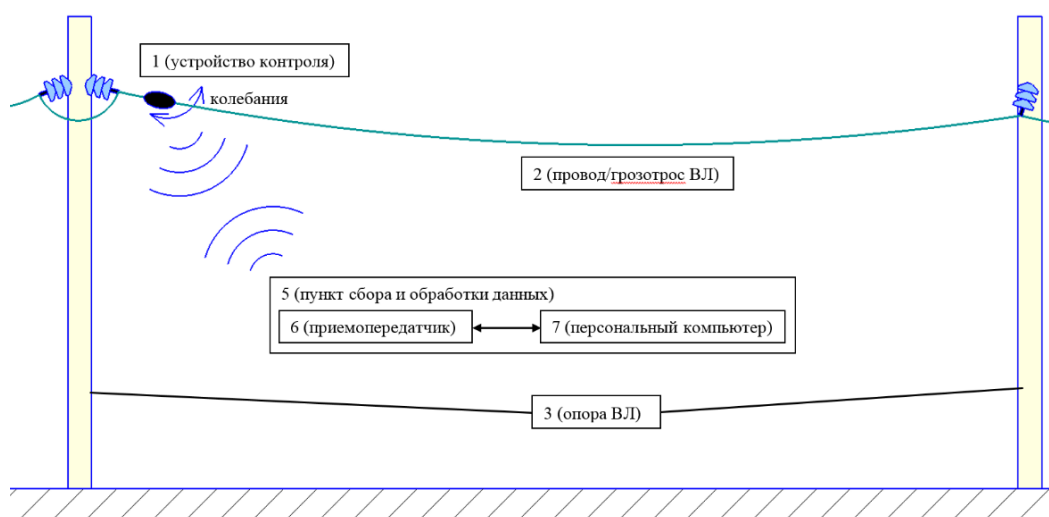 1 (устройство контроля)
колебания
2 (провод/грозотрос ВЛ)
5 (пункт сбора и обработки данных)
6 (приемопередатчик)
7 (персональный компьютер)
3 (опора ВЛ)